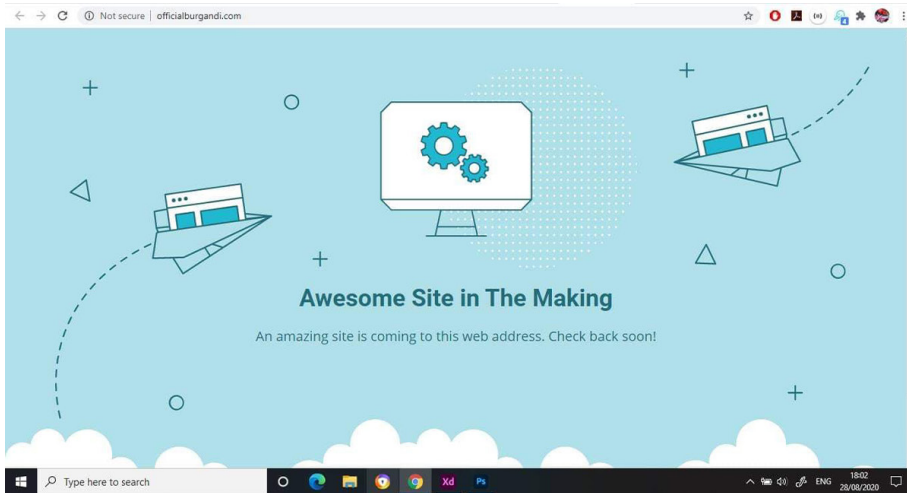 Not secure | officialburgandi.com
Awesome Site in The Making
An amazing site is coming to this web address. Check back soon!
Type here to search
Xd
Ps
ENG
18:02
28/08/2020